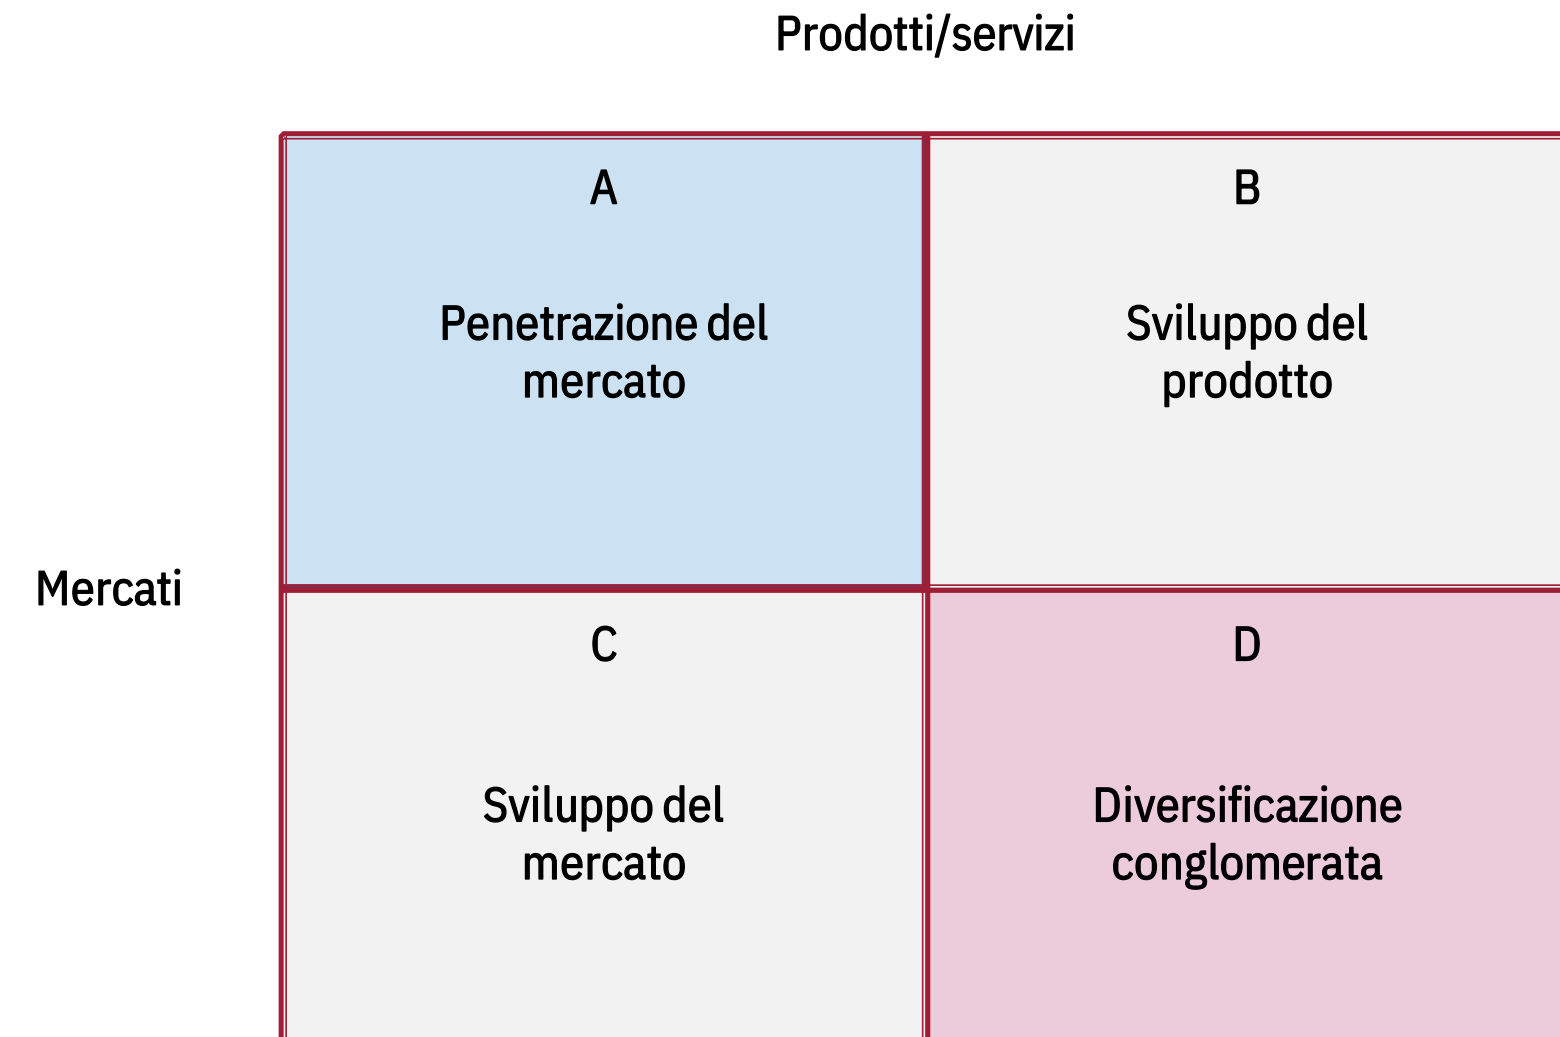 Prodotti/servizi
A
B
Penetrazione del
mercato
Sviluppo del
prodotto
Mercati
C
D
Sviluppo del
mercato
Diversificazione
conglomerata